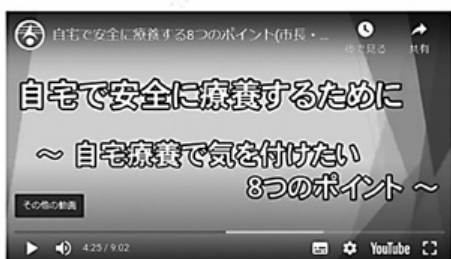 自宅で安全に療養する8つのポイント(市長・...
後で見る
共有
自宅で安全に療養するために
～ 自宅療養で気を付けたい
8つのポイント ～
その他の動画
4:25 / 9:02
YouTube